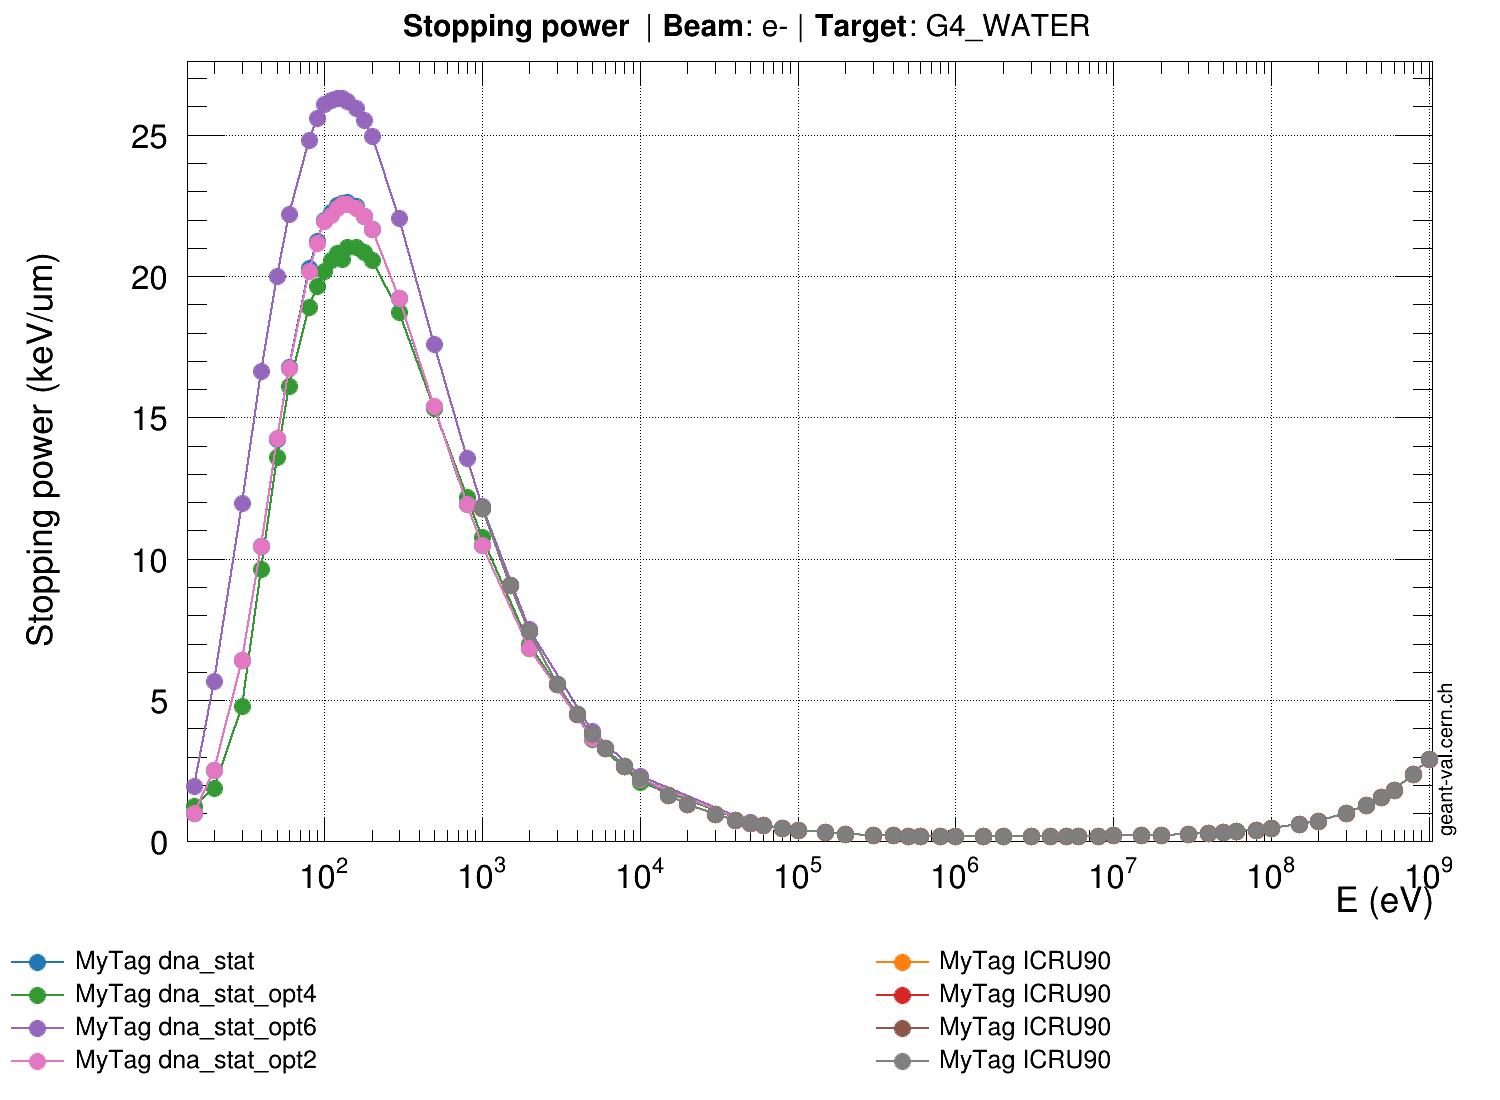 Stopping power | Beam: e- | Target: G4_WATER
Stopping power (keV/um)
25
20
15
10
5
0
10² 10³ 10⁴ 10⁵ 10⁶ 10⁷ 10⁸ 10⁹
E (eV)
geant-val.cern.ch
MyTag dna_stat
MyTag dna_stat_opt4
MyTag dna_stat_opt6
MyTag dna_stat_opt2
MyTag ICRU90
MyTag ICRU90
MyTag ICRU90
MyTag ICRU90